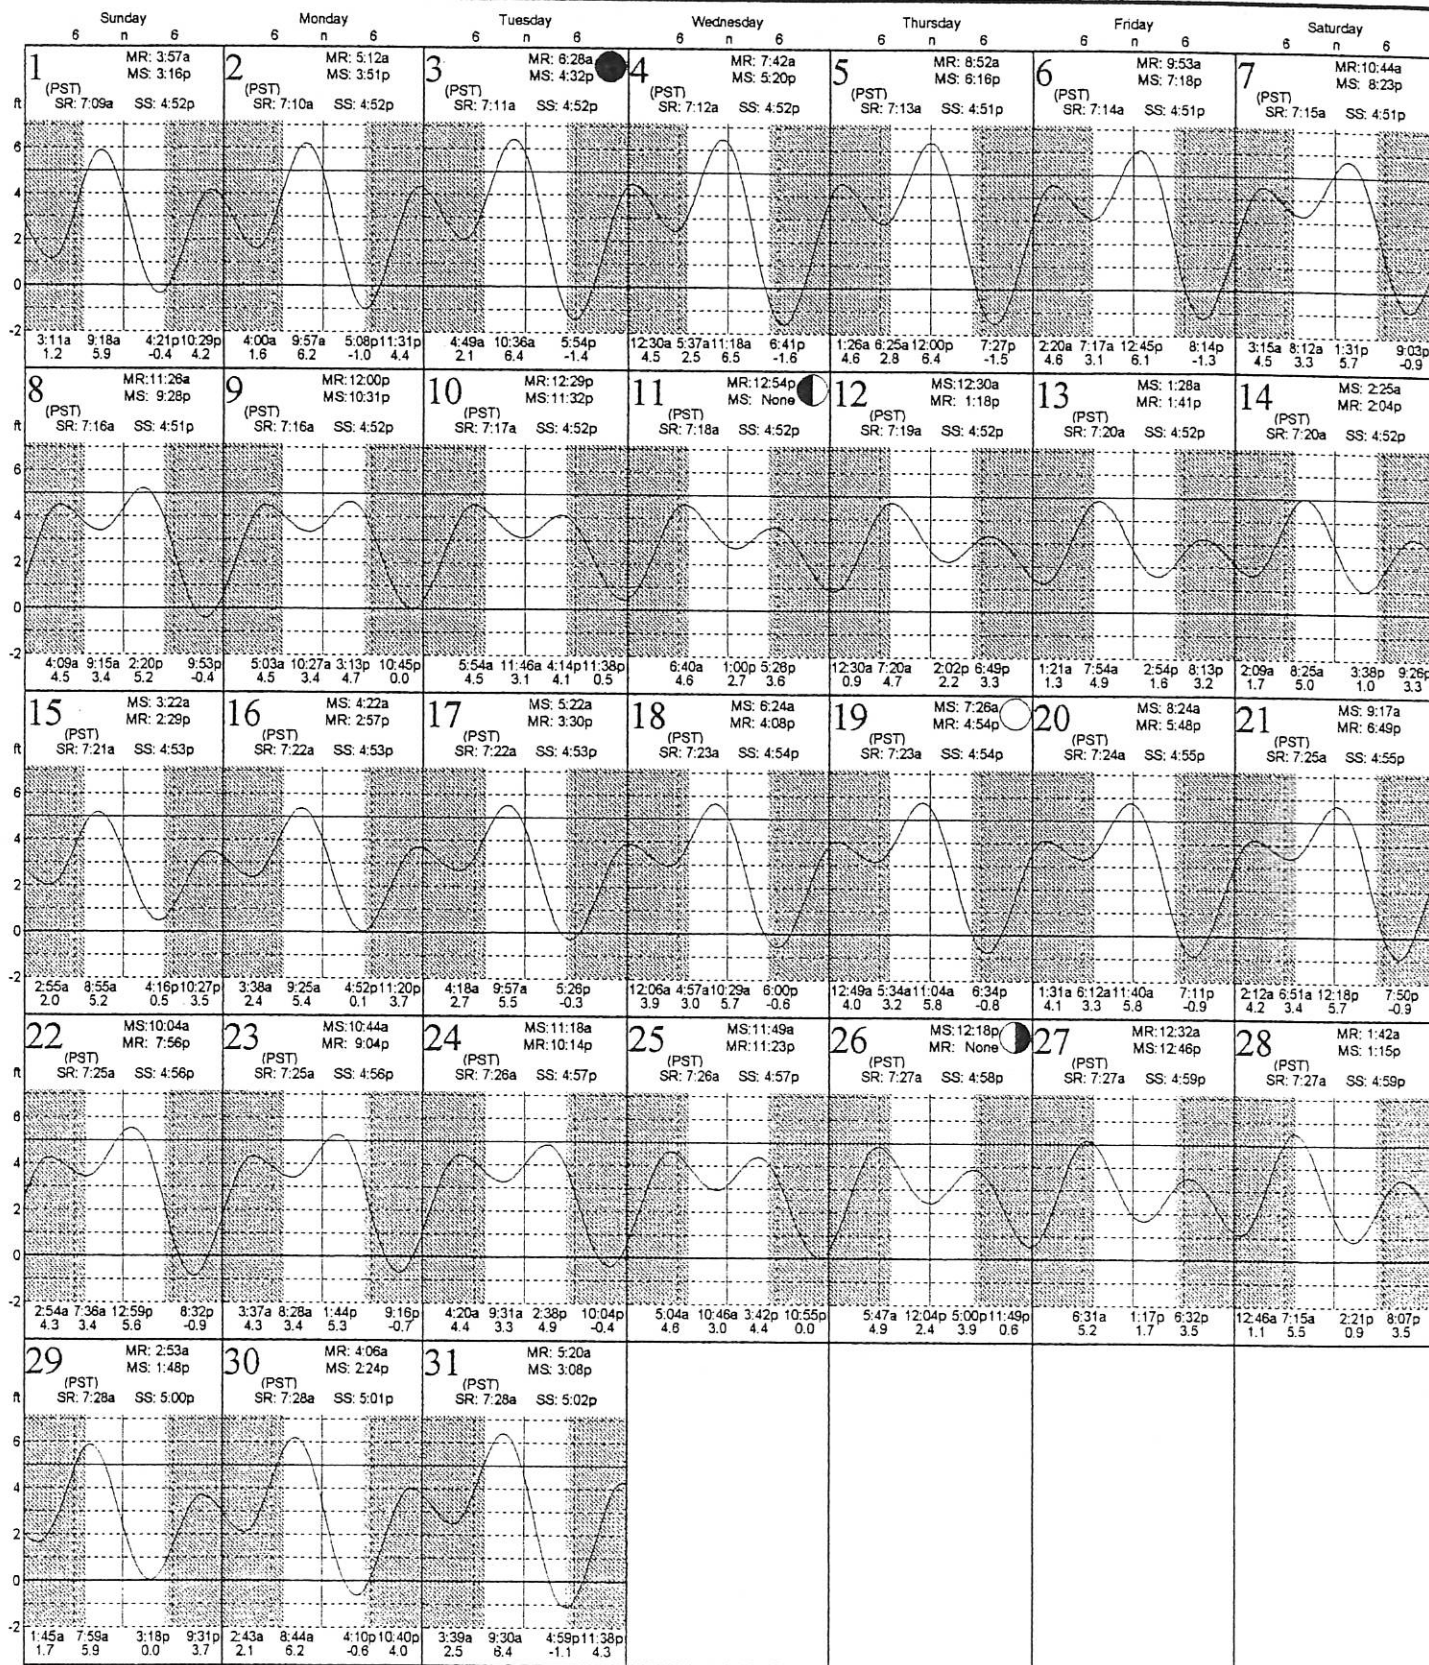 Sunday Monday Tuesday Wednesday Thursday Friday Saturday
6 n 6 6 n 6 6 n 6 6 n 6 6 n 6 6 n 6 6 n 6
1 MR: 3:57a 2 MR: 5:12a 3 MR: 6:28a 4 MR: 7:42a 5 MR: 8:52a 6 MR: 9:53a 7 MR:10:44a
MS: 3:16p MS: 3:51p MS: 4:32p MS: 5:20p MS: 6:16p MS: 7:18p MS: 8:23p
(PST) (PST) (PST) (PST) (PST) (PST) (PST)
ft SR: 7:09a SS: 4:52p SR: 7:10a SS: 4:52p SR: 7:11a SS: 4:52p SR: 7:12a SS: 4:52p SR: 7:13a SS: 4:51p SR: 7:14a SS: 4:51p SR: 7:15a SS: 4:51p
6
4
2
0
-2
3:11a 9:18a 4:21p 10:29p 4:00a 9:57a 5:08p 11:31p 4:49a 10:36a 5:54p 12:30a 5:37a 11:18a 6:41p 1:26a 6:25a 12:00p 7:27p 2:20a 7:17a 12:45p 8:14p 3:15a 8:12a 1:31p 9:03p
1.2 5.9 -0.4 4.2 1.6 6.2 -1.0 4.4 2.1 6.4 -1.4 4.5 2.5 6.5 -1.6 4.6 2.8 6.4 -1.5 4.6 3.1 6.1 -1.3 4.5 3.3 5.7 -0.9
8 MR:11:26a 9 MR:12:00p 10 MR:12:29p 11 MR:12:54p 12 MS:12:30a 13 MS: 1:28a 14 MS: 2:25a
MS: 9:28p MS:10:31p MS:11:32p MS: None MR: 1:18p MR: 1:41p MR: 2:04p
(PST) (PST) (PST) (PST) (PST) (PST) (PST)
ft SR: 7:16a SS: 4:51p SR: 7:16a SS: 4:52p SR: 7:17a SS: 4:52p SR: 7:18a SS: 4:52p SR: 7:19a SS: 4:52p SR: 7:20a SS: 4:52p SR: 7:20a SS: 4:52p
6
4
2
0
-2
4:09a 9:15a 2:20p 9:53p 5:03a 10:27a 3:13p 10:45p 5:54a 11:46a 4:14p 11:38p 6:40a 1:00p 5:28p 12:30a 7:20a 2:02p 6:49p 1:21a 7:54a 2:54p 8:13p 2:09a 8:25a 3:38p 9:26p
4.5 3.4 5.2 -0.4 4.5 3.4 4.7 0.0 4.5 3.1 4.1 0.5 4.6 2.7 3.6 0.9 4.7 2.2 3.3 1.3 4.9 1.6 3.2 1.7 5.0 1.0 3.3
15 MS: 3:22a 16 MS: 4:22a 17 MS: 5:22a 18 MS: 6:24a 19 MS: 7:26a 20 MS: 8:24a 21 MS: 9:17a
MR: 2:29p MR: 2:57p MR: 3:30p MR: 4:08p MR: 4:54p MR: 5:48p MR: 6:49p
(PST) (PST) (PST) (PST) (PST) (PST) (PST)
ft SR: 7:21a SS: 4:53p SR: 7:22a SS: 4:53p SR: 7:22a SS: 4:53p SR: 7:23a SS: 4:54p SR: 7:23a SS: 4:54p SR: 7:24a SS: 4:55p SR: 7:25a SS: 4:55p
6
4
2
0
-2
2:55a 8:55a 4:16p 10:27p 3:38a 9:25a 4:52p 11:20p 4:18a 9:57a 5:26p 12:06a 4:57a 10:29a 6:00p 12:49a 5:34a 11:04a 6:34p 1:31a 6:12a 11:40a 7:11p 2:12a 6:51a 12:18p 7:50p
2.0 5.2 0.5 3.5 2.4 5.4 0.1 3.7 2.7 5.5 -0.3 3.9 3.0 5.7 -0.6 4.0 3.2 5.8 -0.8 4.1 3.3 5.8 -0.9 4.2 3.4 5.7 -0.9
22 MS:10:04a 23 MS:10:44a 24 MS:11:18a 25 MS:11:49a 26 MS:12:18p 27 MR:12:32a 28 MR: 1:42a
MR: 7:56p MR: 9:04p MR:10:14p MR:11:23p MR: None MS:12:46p MS: 1:15p
(PST) (PST) (PST) (PST) (PST) (PST) (PST)
ft SR: 7:25a SS: 4:56p SR: 7:25a SS: 4:56p SR: 7:26a SS: 4:57p SR: 7:26a SS: 4:57p SR: 7:27a SS: 4:58p SR: 7:27a SS: 4:59p SR: 7:27a SS: 4:59p
6
4
2
0
-2
2:54a 7:36a 12:59p 8:32p 3:37a 8:28a 1:44p 9:16p 4:20a 9:31a 2:38p 10:04p 5:04a 10:46a 3:42p 10:55p 5:47a 12:04p 5:00p 11:49p 6:31a 1:17p 6:32p 12:46a 7:15a 2:21p 8:07p
4.3 3.4 5.6 -0.9 4.3 3.4 5.3 -0.7 4.4 3.3 4.9 -0.4 4.6 3.0 4.4 0.0 4.9 2.4 3.9 0.6 5.2 1.7 3.5 1.1 5.5 0.9 3.5
29 MR: 2:53a 30 MR: 4:06a 31 MR: 5:20a
MS: 1:48p MS: 2:24p MS: 3:08p
(PST) (PST) (PST)
ft SR: 7:28a SS: 5:00p SR: 7:28a SS: 5:01p SR: 7:28a SS: 5:02p
6
4
2
0
-2
1:45a 7:59a 3:18p 9:31p 2:43a 8:44a 4:10p 10:40p 3:39a 9:30a 4:59p 11:38p
1.7 5.9 0.0 3.7 2.1 6.2 -0.6 4.0 2.5 6.4 -1.1 4.3